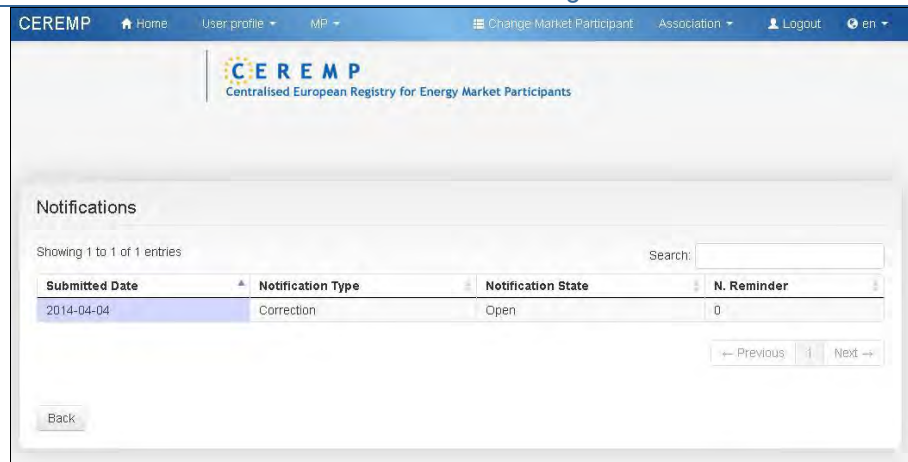 CEREMP Home User profile MP Change Market Participant Association Logout en
CEREMP
Centralised European Registry for Energy Market Participants
Notifications
Showing 1 to 1 of 1 entries Search:
Submitted Date Notification Type Notification State N. Reminder
2014-04-04 Correction Open 0
← Previous 1 Next →
Back